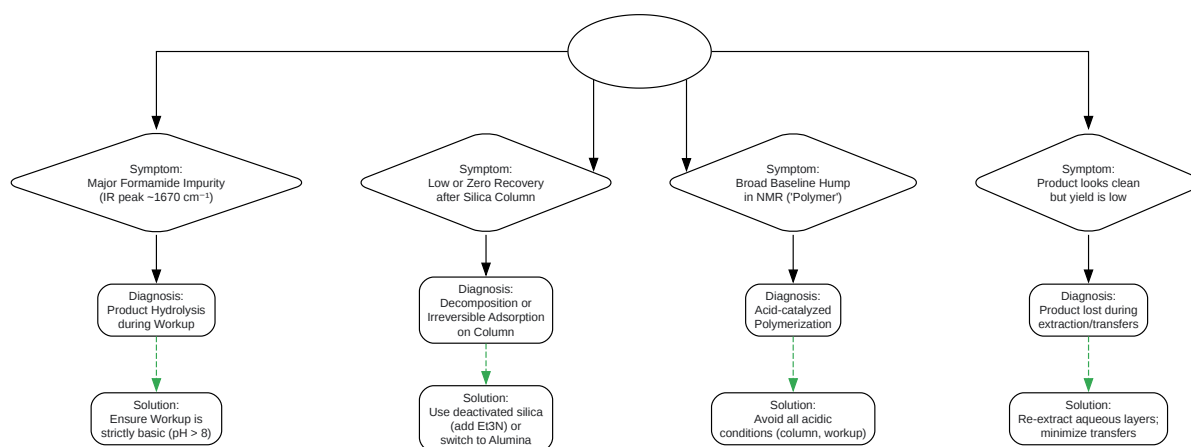 Symptom:
Major Formamide Impurity
(IR peak ~1670 cm⁻¹)
Symptom:
Low or Zero Recovery
after Silica Column
Symptom:
Broad Baseline Hump
in NMR ('Polymer')
Symptom:
Product looks clean
but yield is low
Diagnosis:
Product Hydrolysis
during Workup
Diagnosis:
Decomposition or
Irreversible Adsorption
on Column
Diagnosis:
Acid-catalyzed
Polymerization
Diagnosis:
Product lost during
extraction/transfers
Solution:
Ensure Workup is
strictly basic (pH > 8)
Solution:
Use deactivated silica
(add Et3N) or
switch to Alumina
Solution:
Avoid all acidic
conditions (column, workup)
Solution:
Re-extract aqueous layers;
minimize transfers